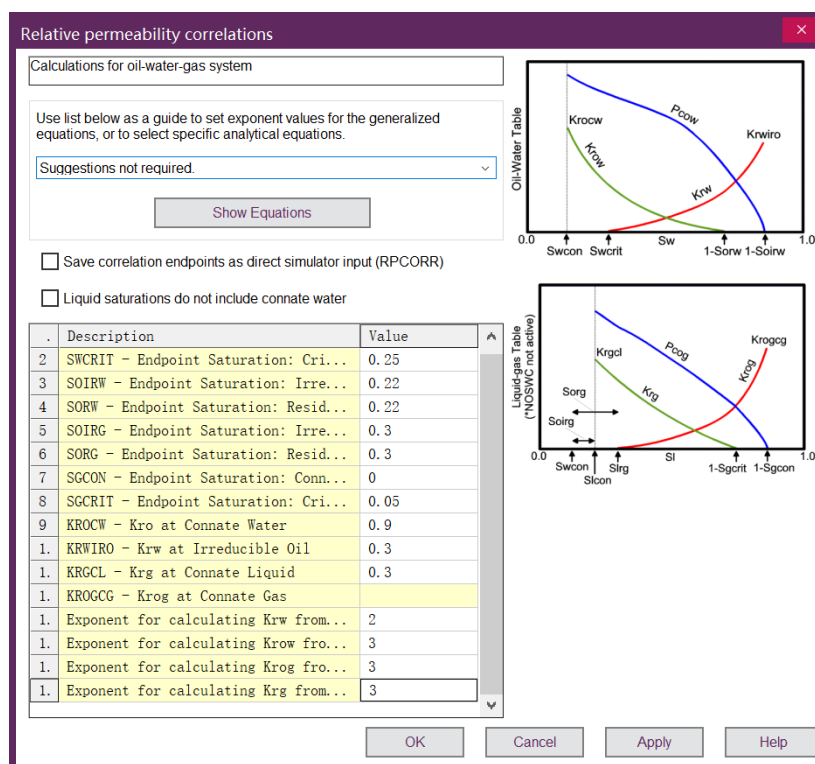 Relative permeability correlations
Calculations for oil-water-gas system
Use list below as a guide to set exponent values for the generalized
equations, or to select specific analytical equations.
Suggestions not required.
Show Equations
Save correlation endpoints as direct simulator input (RPCORR)
Liquid saturations do not include connate water
. Description Value
2 SWCRIT - Endpoint Saturation: Cri... 0.25
3 SOIRW - Endpoint Saturation: Irre... 0.22
4 SORW - Endpoint Saturation: Resid... 0.22
5 SOIRG - Endpoint Saturation: Irre... 0.3
6 SORG - Endpoint Saturation: Resid... 0.3
7 SGCON - Endpoint Saturation: Conn... 0
8 SGCRIT - Endpoint Saturation: Cri... 0.05
9 KROCW - Kro at Connate Water 0.9
1. KRWIRO - Krw at Irreducible Oil 0.3
1. KRGCL - Krg at Connate Liquid 0.3
1. KROGCG - Krog at Connate Gas
1. Exponent for calculating Krw from... 2
1. Exponent for calculating Krow fro... 3
1. Exponent for calculating Krog fro... 3
1. Exponent for calculating Krg from... 3
OK Cancel Apply Help
Oil-Water Table
Krocw
Pcow
Krwiro
Krow
Krw
0.0 Sw 1.0
Swcon Swcrit 1-Sorw 1-Soirw
Liquid-gas Table
(*NOSWC not active)
Krgcl
Pcog
Krogcg
Krog
Sorg
Krg
Soirg
0.0 Sl 1.0
Swcon Slrg 1-Sgcrit 1-Sgcon
Slcon